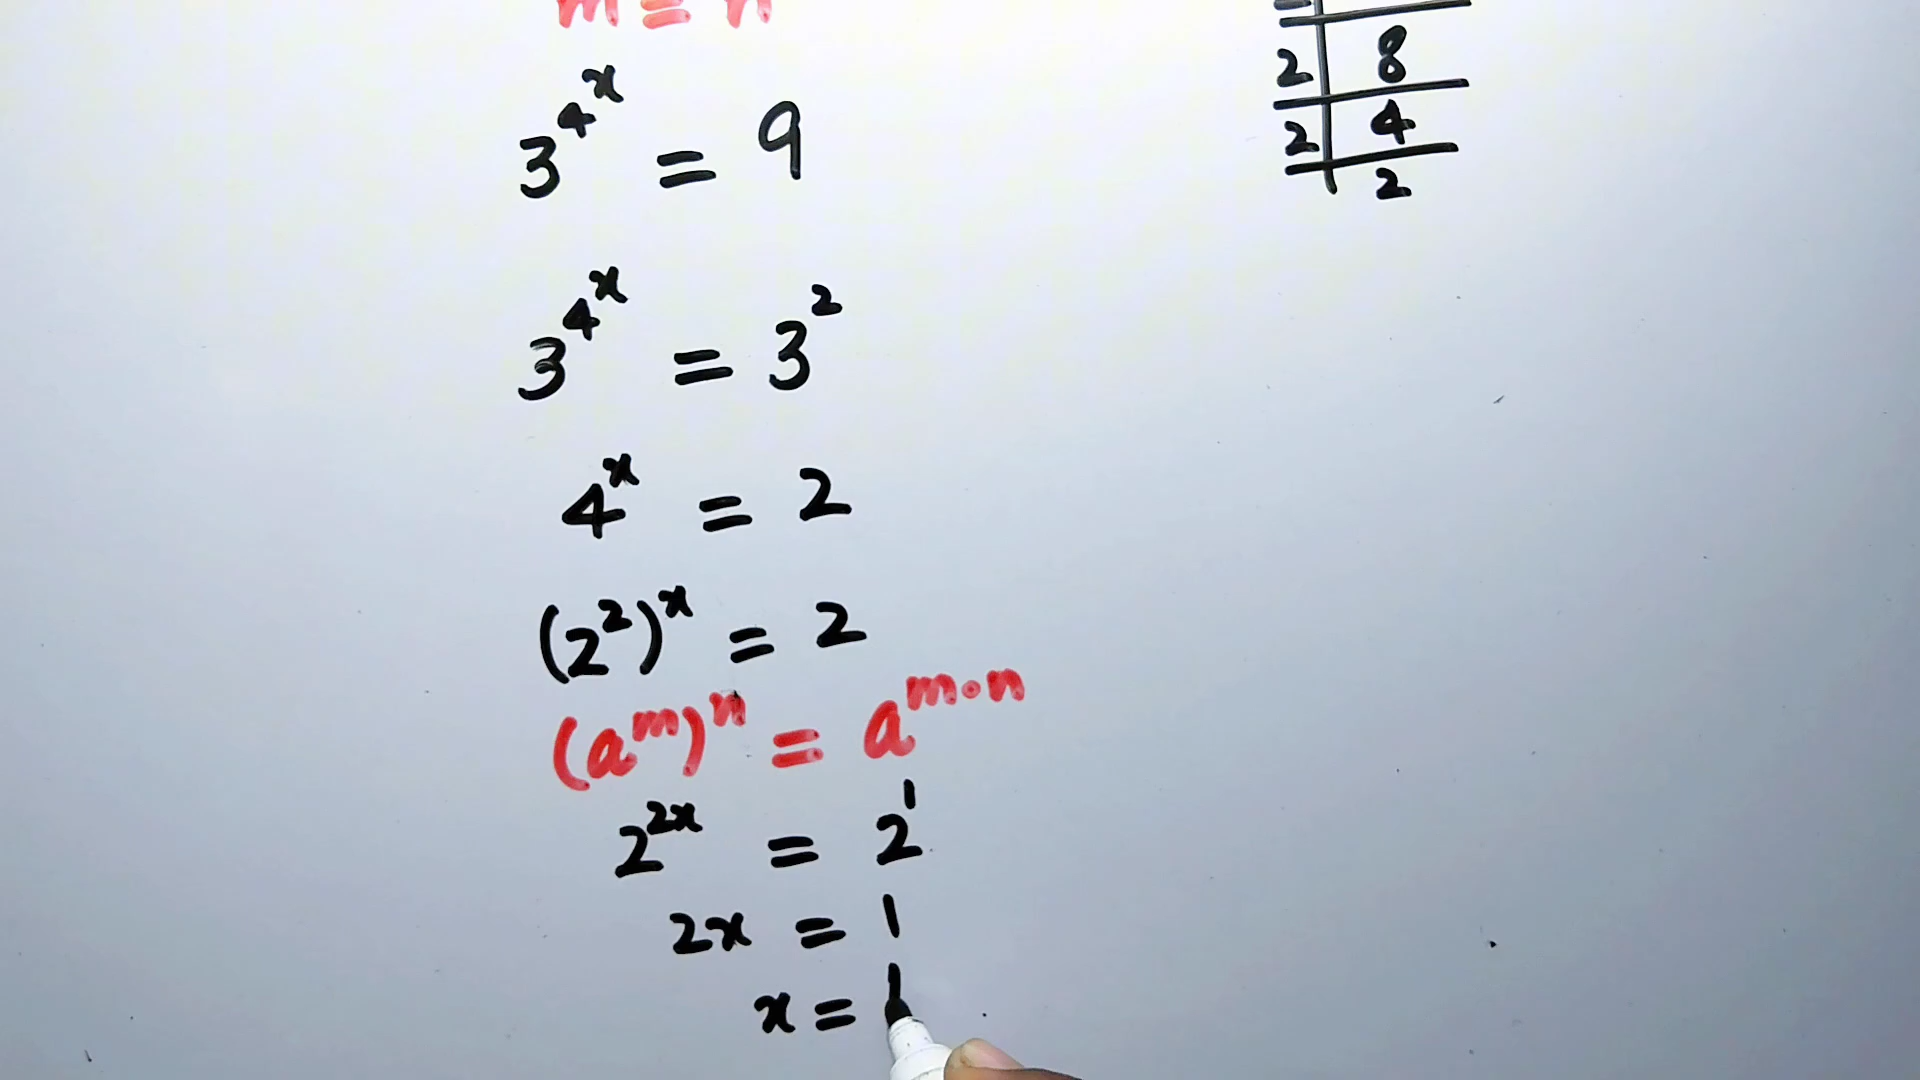 m = n
3^4^x = 9
3^4^x = 3^2
4^x = 2
(2^2)^x = 2
(a^m)^n = a^m·n
2^2x = 2^1
2x = 1
x = 1
2 | 8
2 | 4
2